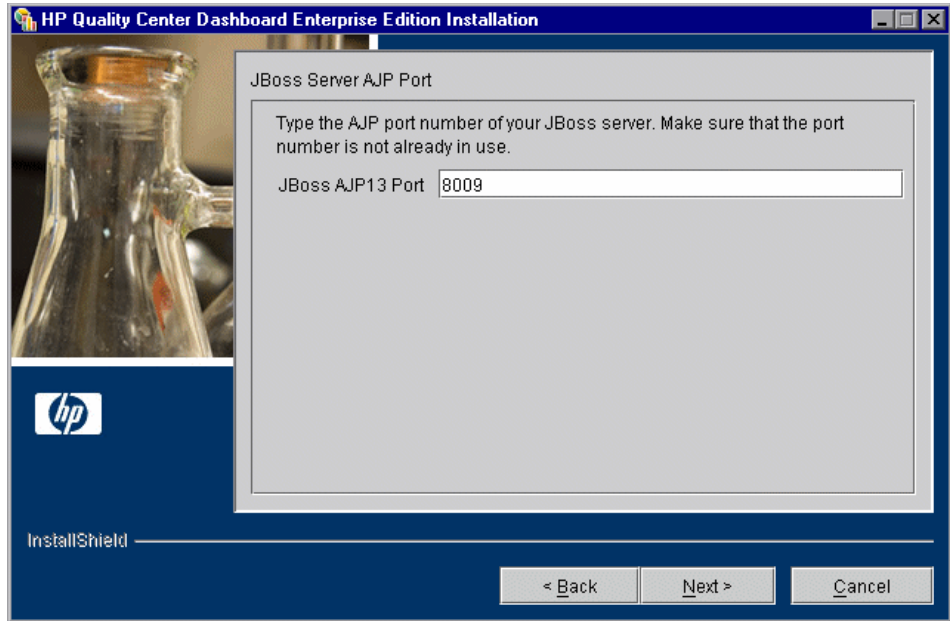 HP Quality Center Dashboard Enterprise Edition Installation
JBoss Server AJP Port
Type the AJP port number of your JBoss server. Make sure that the port
number is not already in use.
JBoss AJP13 Port 8009
hp
InstallShield
< Back Next > Cancel